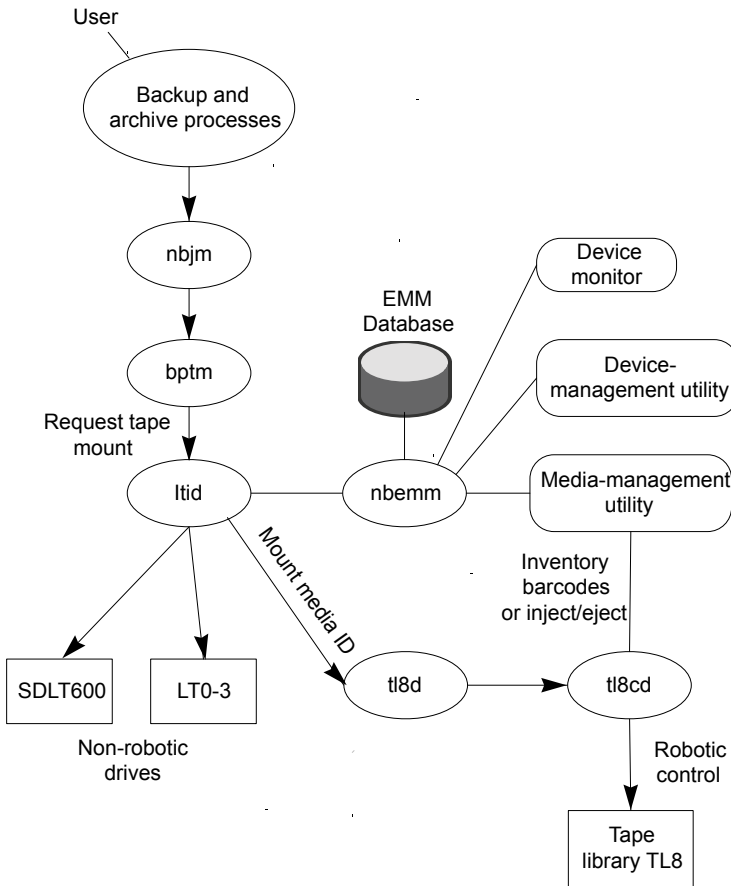 User
Backup and
archive processes
nbjm
Device
monitor
EMM
Database
bptm
Device-
management utility
Request tape
mount
ltid
nbemm
Media-management
utility
Mount media ID
Inventory
barcodes
or inject/eject
SDLT600
LT0-3
tl8d
tl8cd
Non-robotic
drives
Robotic
control
Tape
library TL8